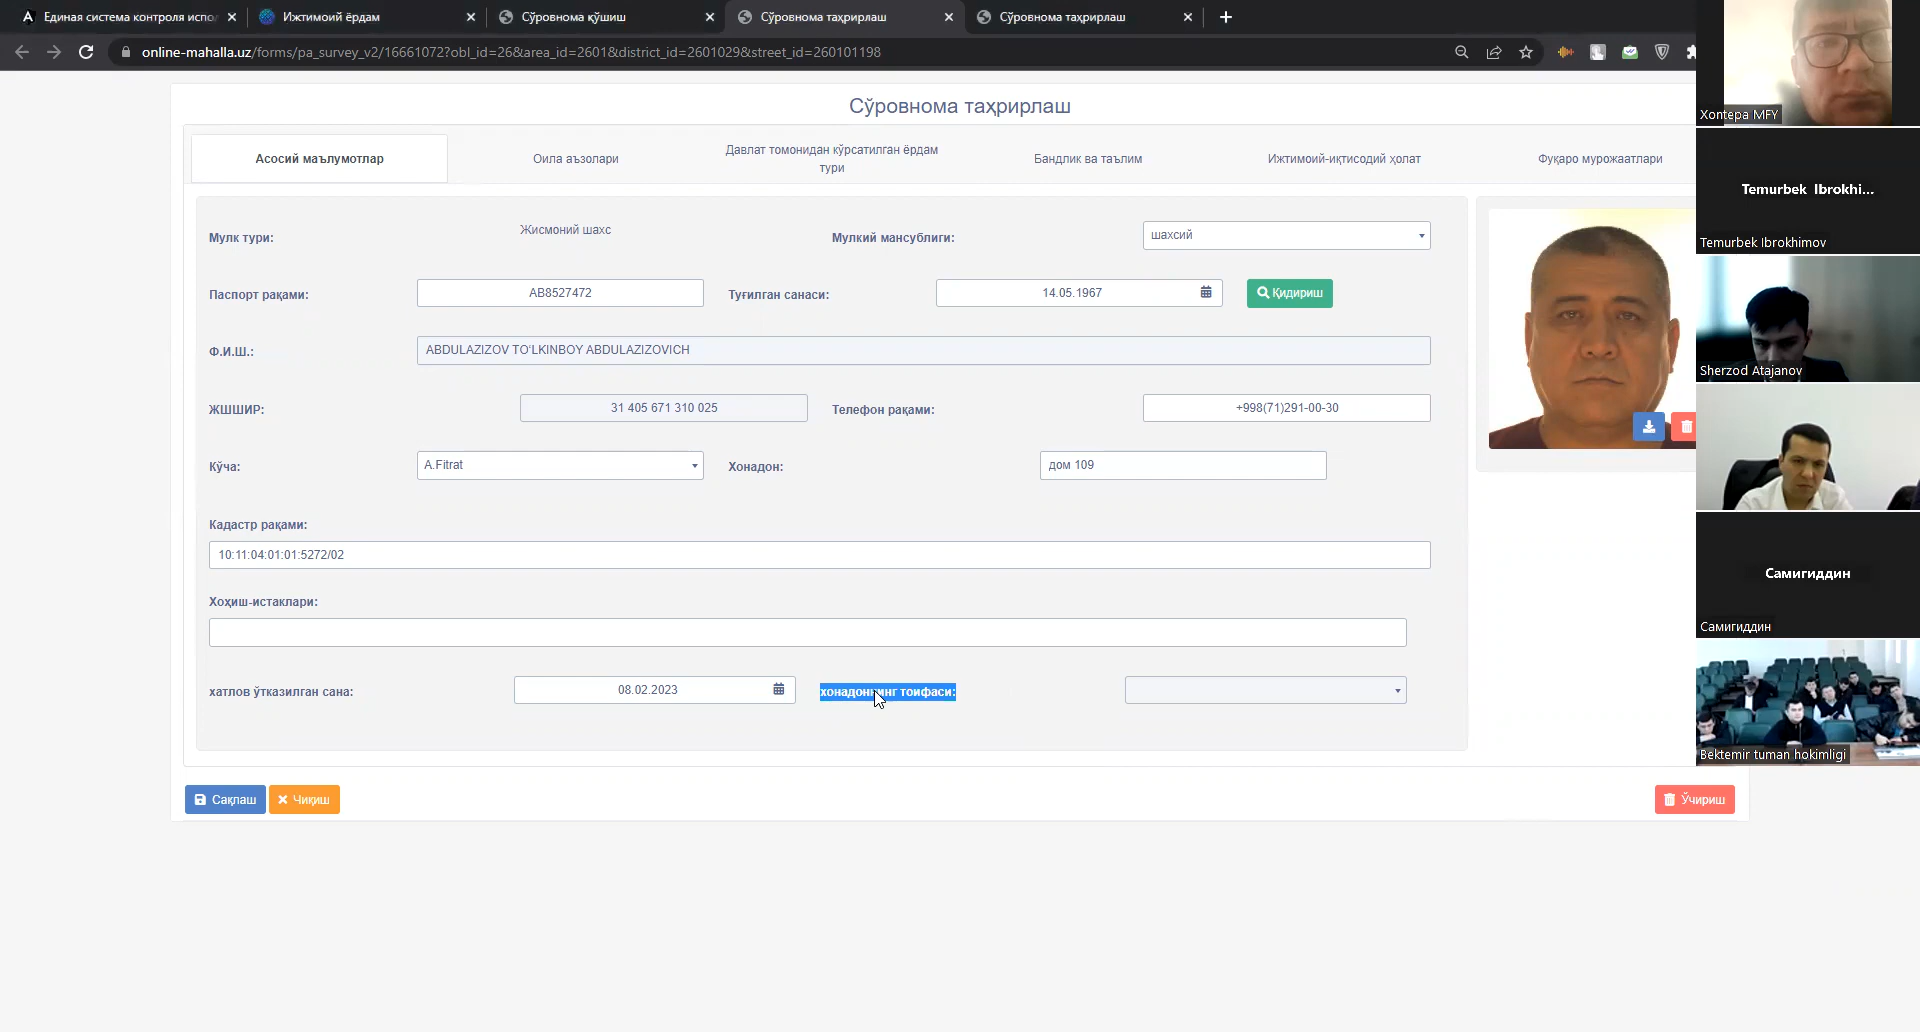 Единая система контроля испо
Ижтимоий ёрдам
Сўровнома қўшиш
Сўровнома таҳрирлаш
Сўровнома таҳрирлаш
online-mahalla.uz/forms/pa_survey_v2/16661072?obl_id=26&area_id=2601&district_id=2601029&street_id=260101198
Сўровнома таҳрирлаш
Асосий маълумотлар
Оила аъзолари
Давлат томонидан кўрсатилган ёрдам
тури
Бандлик ва таълим
Ижтимоий-иқтисодий ҳолат
Фуқаро мурожаатлари
Мулк тури:
Жисмоний шахс
Мулкий мансублиги:
шахсий
Паспорт рақами:
AB8527472
Туғилган санаси:
14.05.1967
Қидириш
Ф.И.Ш.:
ABDULAZIZOV TO‘LKINBOY ABDULAZIZOVICH
ЖШШИР:
31 405 671 310 025
Телефон рақами:
+998(71)291-00-30
Кўча:
A.Fitrat
Хонадон:
дом 109
Кадастр рақами:
10:11:04:01:01:5272/02
Хоҳиш-истаклари:
хатлов ўтказилган сана:
08.02.2023
хонадоннинг тоифаси:
Сақлаш
Чиқиш
Ўчириш
Xontepa MFY
Temurbek Ibrokhi...
Temurbek Ibrokhimov
Sherzod Atajanov
Самигиддин
Самигиддин
Bektemir tuman hokimligi